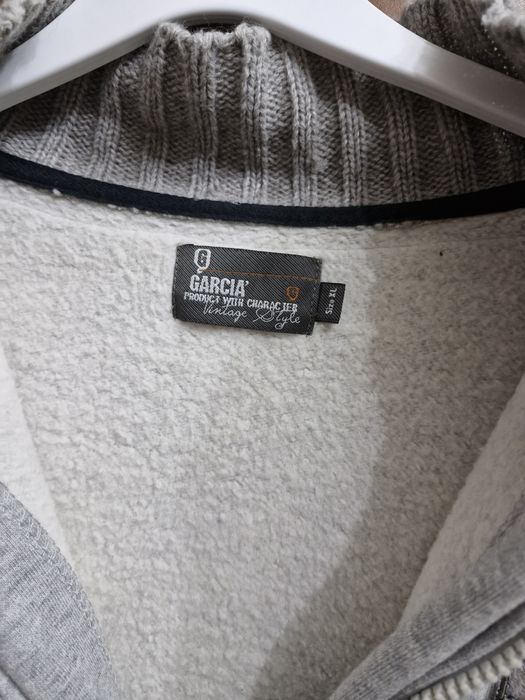 GARCIA'
PRODUCT WITH CHARACTER
Vintage Style
Size XL